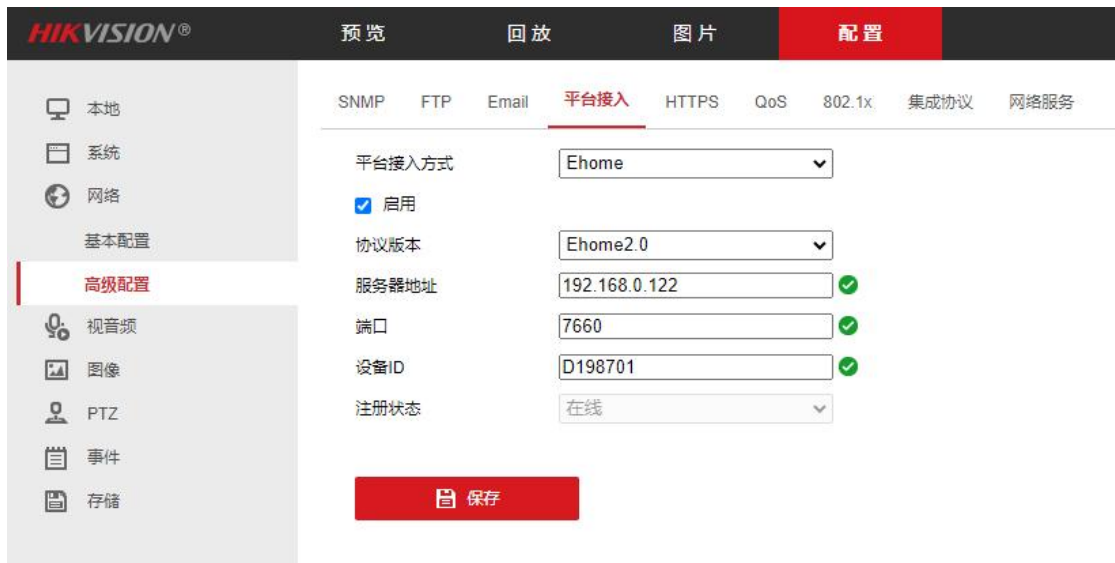 HIKVISION® 预览 回放 图片 配置
本地
系统
网络
基本配置
高级配置
视音频
图像
PTZ
事件
存储
SNMP FTP Email 平台接入 HTTPS QoS 802.1x 集成协议 网络服务
平台接入方式 Ehome
启用
协议版本 Ehome2.0
服务器地址 192.168.0.122
端口 7660
设备ID D198701
注册状态 在线
保存